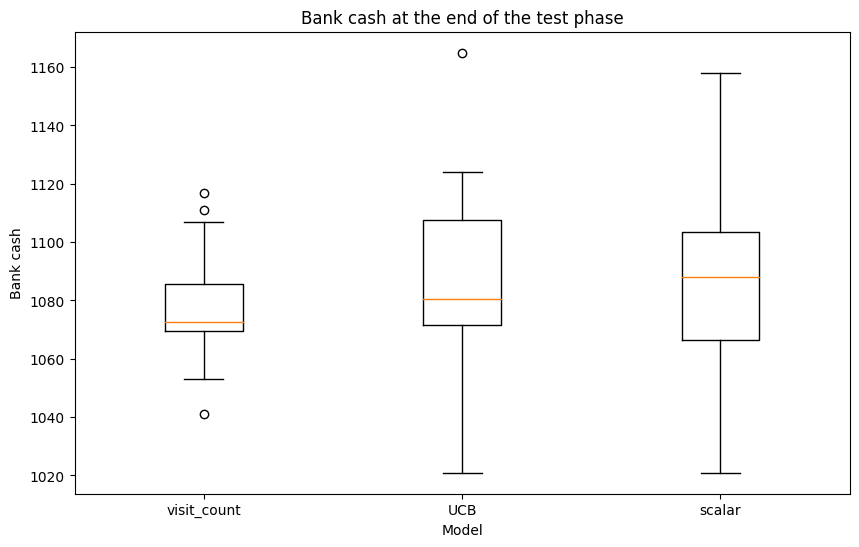 Bank cash at the end of the test phase
1160
1140
1120
1100
1080
1060
1040
1020
Bank cash
visit_count UCB scalar
Model